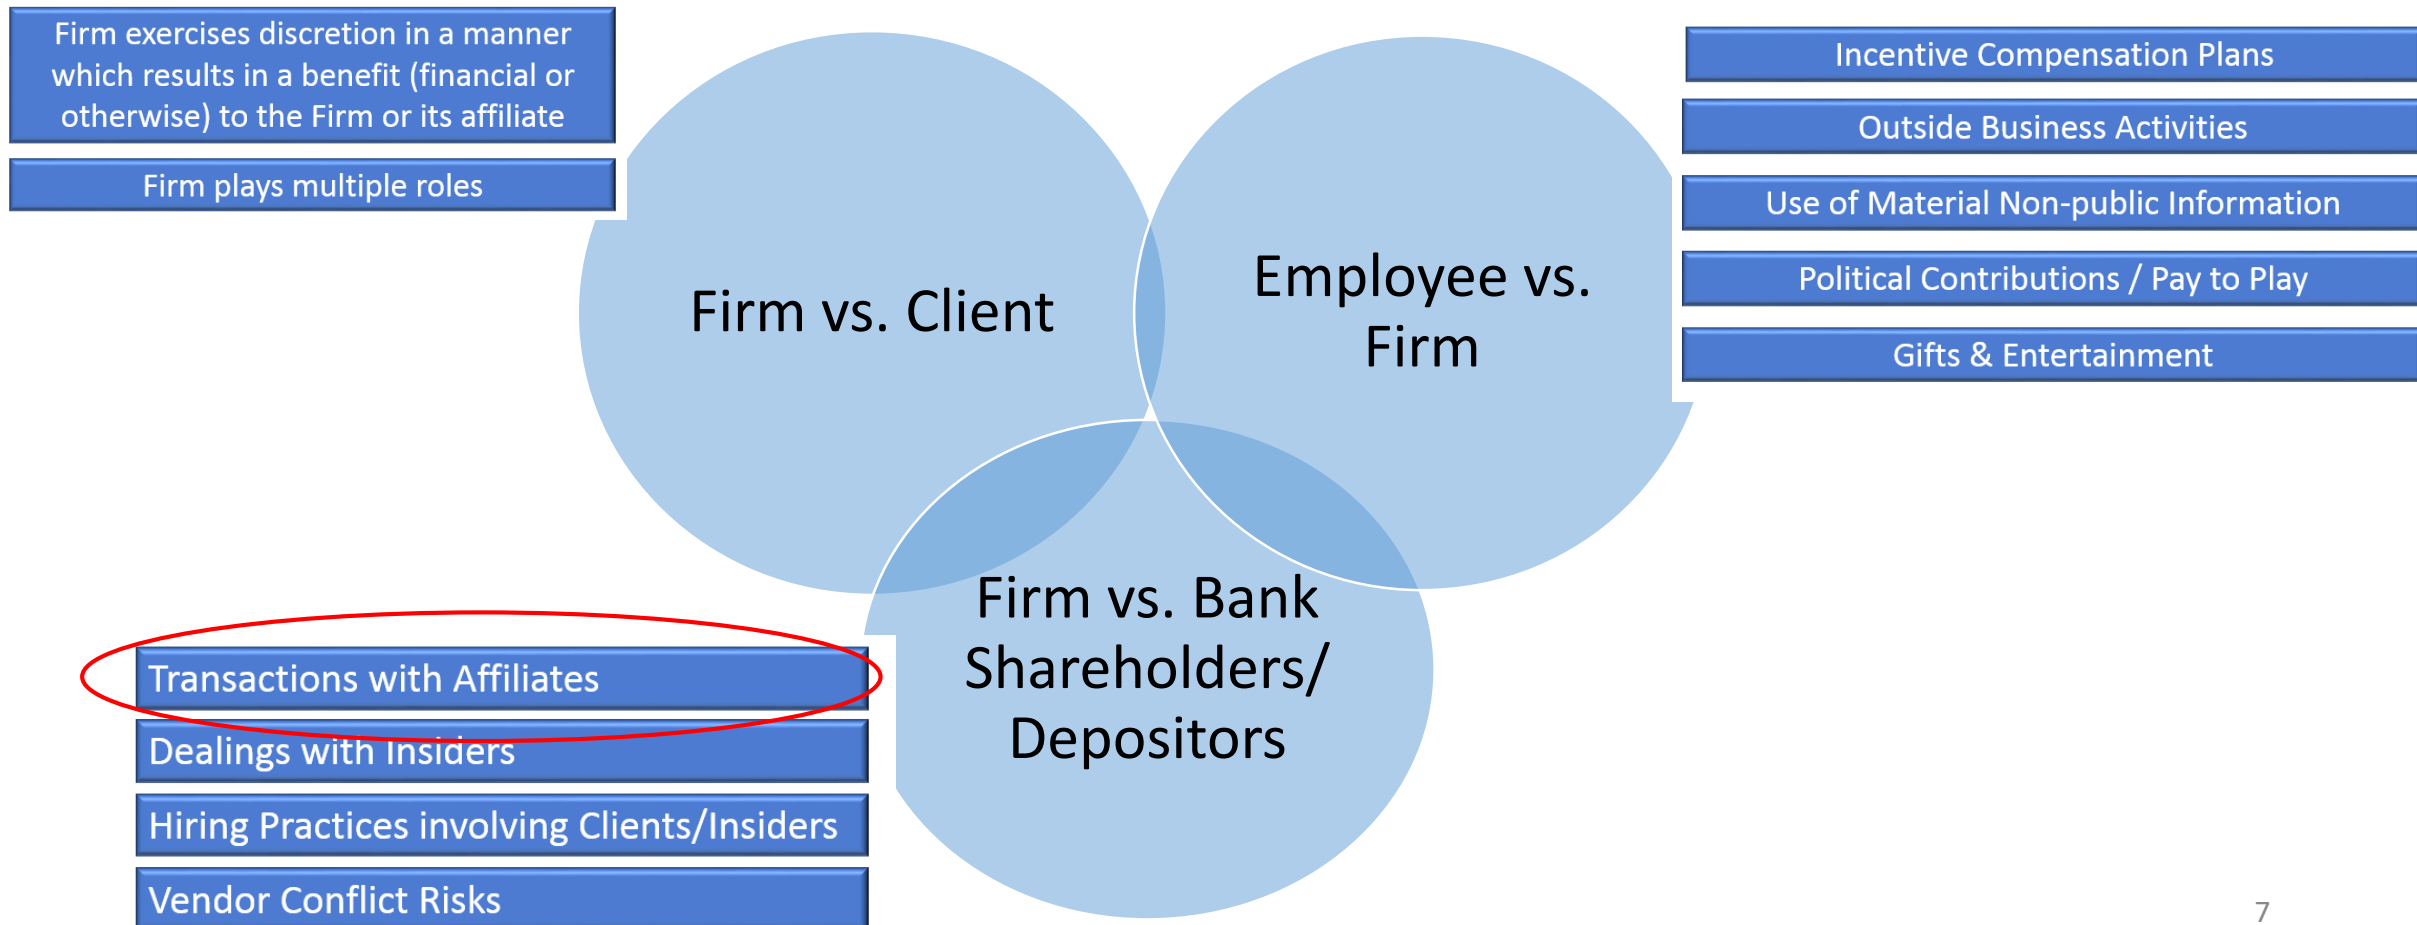 Firm exercises discretion in a manner
which results in a benefit (financial or
otherwise) to the Firm or its affiliate
Firm plays multiple roles
Firm vs. Client
Employee vs.
Firm
Incentive Compensation Plans
Outside Business Activities
Use of Material Non-public Information
Political Contributions / Pay to Play
Gifts & Entertainment
Firm vs. Bank
Shareholders/
Depositors
Transactions with Affiliates
Dealings with Insiders
Hiring Practices involving Clients/Insiders
Vendor Conflict Risks
7